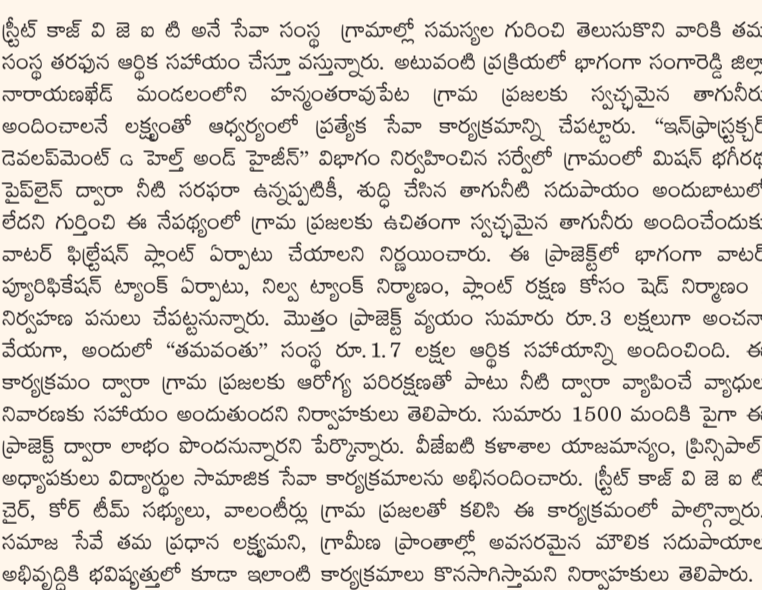 స్ట్రీట్ కాజ్ వి జె ఐ టి అనే సేవా సంస్థ గ్రామాల్లో సమస్యల గురించి తెలుసుకొని వారికి తమ
సంస్థ తరఫున ఆర్థిక సహాయం చేస్తూ వస్తున్నారు. అటువంటి ప్రక్రియలో భాగంగా సంగారెడ్డి జిల్లా
నారాయణఖేడ్ మండలంలోని హన్మంతరావుపేట గ్రామ ప్రజలకు స్వచ్ఛమైన తాగునీరు
అందించాలనే లక్ష్యంతో ఆధ్వర్యంలో ప్రత్యేక సేవా కార్యక్రమాన్ని చేపట్టారు. “ఇన్‌ఫ్రాస్ట్రక్చర్
డెవలప్‌మెంట్ & హెల్త్ అండ్ హైజీన్” విభాగం నిర్వహించిన సర్వేలో గ్రామంలో మిషన్ భగీరథ
పైప్‌లైన్ ద్వారా నీటి సరఫరా ఉన్నప్పటికీ, శుద్ధి చేసిన తాగునీటి సదుపాయం అందుబాటులో
లేదని గుర్తించి ఈ నేపథ్యంలో గ్రామ ప్రజలకు ఉచితంగా స్వచ్ఛమైన తాగునీరు అందించేందుకు
వాటర్ ఫిల్ట్రేషన్ ప్లాంట్ ఏర్పాటు చేయాలని నిర్ణయించారు. ఈ ప్రాజెక్ట్‌లో భాగంగా వాటర్
ప్యూరిఫికేషన్ ట్యాంక్ ఏర్పాటు, నిల్వ ట్యాంక్ నిర్మాణం, ప్లాంట్ రక్షణ కోసం షెడ్ నిర్మాణం
నిర్వహణ పనులు చేపట్టనున్నారు. మొత్తం ప్రాజెక్ట్ వ్యయం సుమారు రూ.3 లక్షలుగా అంచనా
వేయగా, అందులో “తమవంతు” సంస్థ రూ.1.7 లక్షల ఆర్థిక సహాయాన్ని అందించింది. ఈ
కార్యక్రమం ద్వారా గ్రామ ప్రజలకు ఆరోగ్య పరిరక్షణతో పాటు నీటి ద్వారా వ్యాపించే వ్యాధుల
నివారణకు సహాయం అందుతుందని నిర్వాహకులు తెలిపారు. సుమారు 1500 మందికి పైగా ఈ
ప్రాజెక్ట్ ద్వారా లాభం పొందనున్నారని పేర్కొన్నారు. వీజేఐటి కళాశాల యాజమాన్యం, ప్రిన్సిపాల్
అధ్యాపకులు విద్యార్థుల సామాజిక సేవా కార్యక్రమాలను అభినందించారు. స్ట్రీట్ కాజ్ వి జె ఐ టి
చైర్, కోర్ టీమ్ సభ్యులు, వాలంటీర్లు గ్రామ ప్రజలతో కలిసి ఈ కార్యక్రమంలో పాల్గొన్నారు.
సమాజ సేవే తమ ప్రధాన లక్ష్యమని, గ్రామీణ ప్రాంతాల్లో అవసరమైన మౌలిక సదుపాయాల
అభివృద్ధికి భవిష్యత్తులో కూడా ఇలాంటి కార్యక్రమాలు కొనసాగిస్తామని నిర్వాహకులు తెలిపారు.